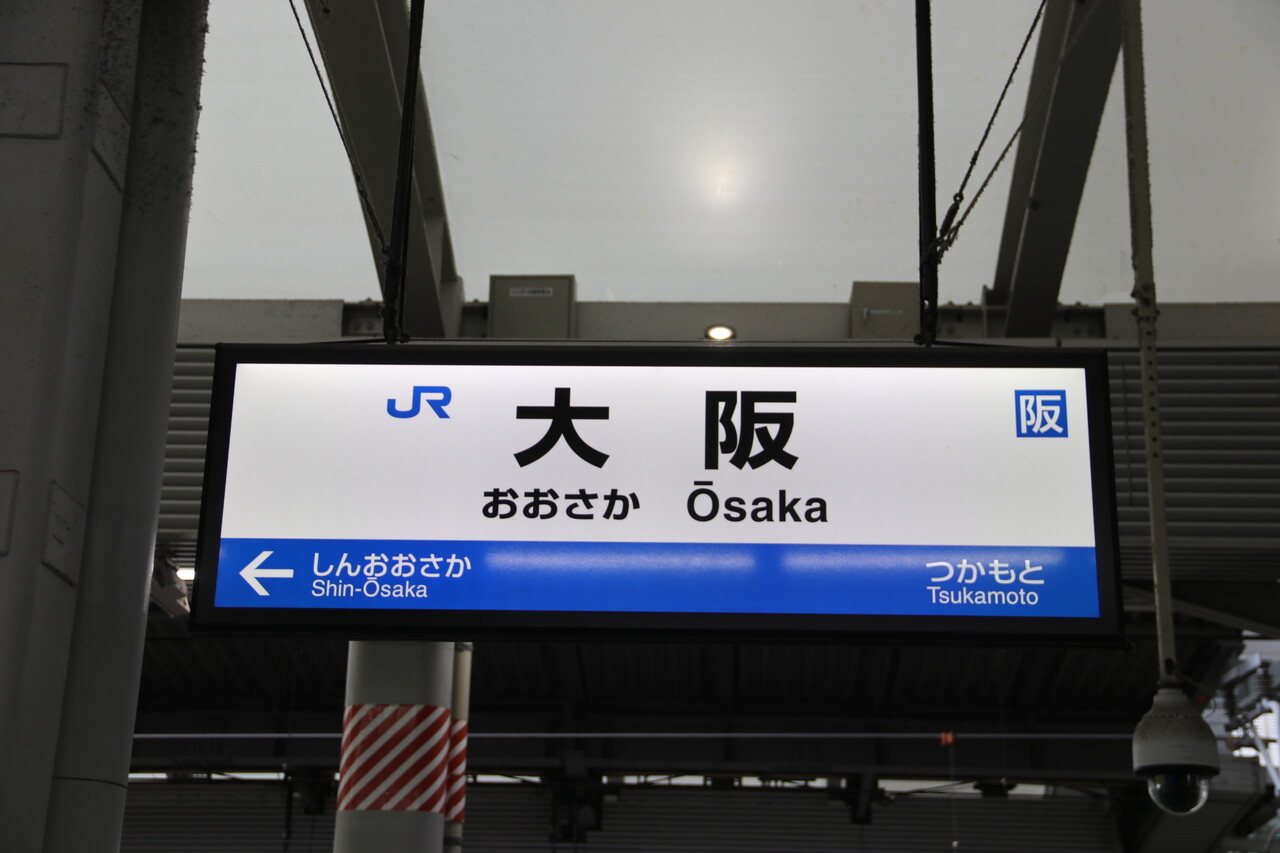 JR 大阪 阪
おおさか Ōsaka
← しんおおさか つかもと
Shin-Ōsaka Tsukamoto